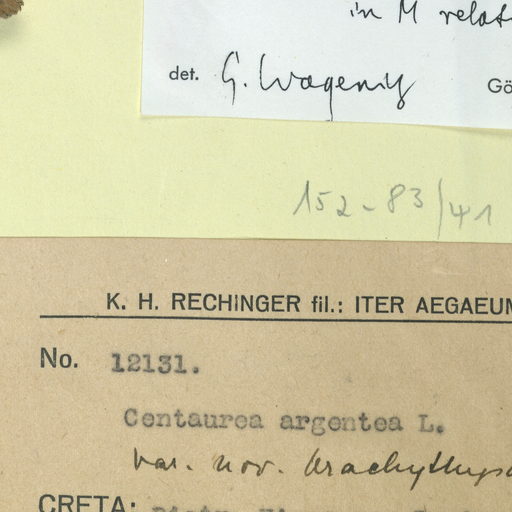 in M relat
det. G. Wagenitz Gö
152-83/41
K. H. RECHINGER fil.: ITER AEGAEUM
No. 12131.
Centaurea argentea L.
var. nov. brachythyrs
CRETA: